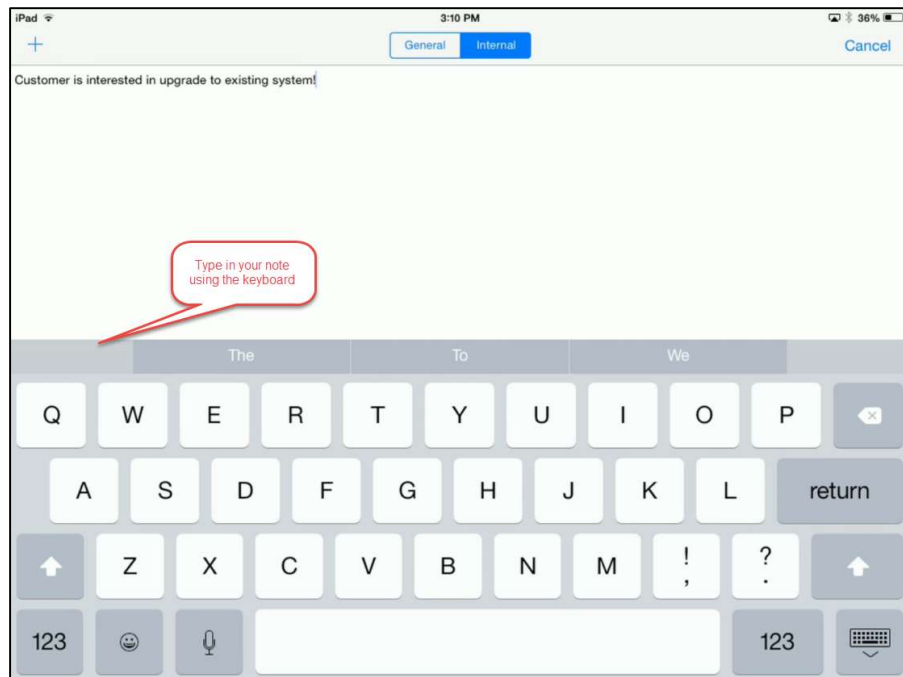 iPad 3:10 PM 36%
+ General Internal Cancel
Customer is interested in upgrade to existing system!
Type in your note
using the keyboard
The To We
Q W E R T Y U I O P
A S D F G H J K L return
Z X C V B N M ! ?
, .
123 123